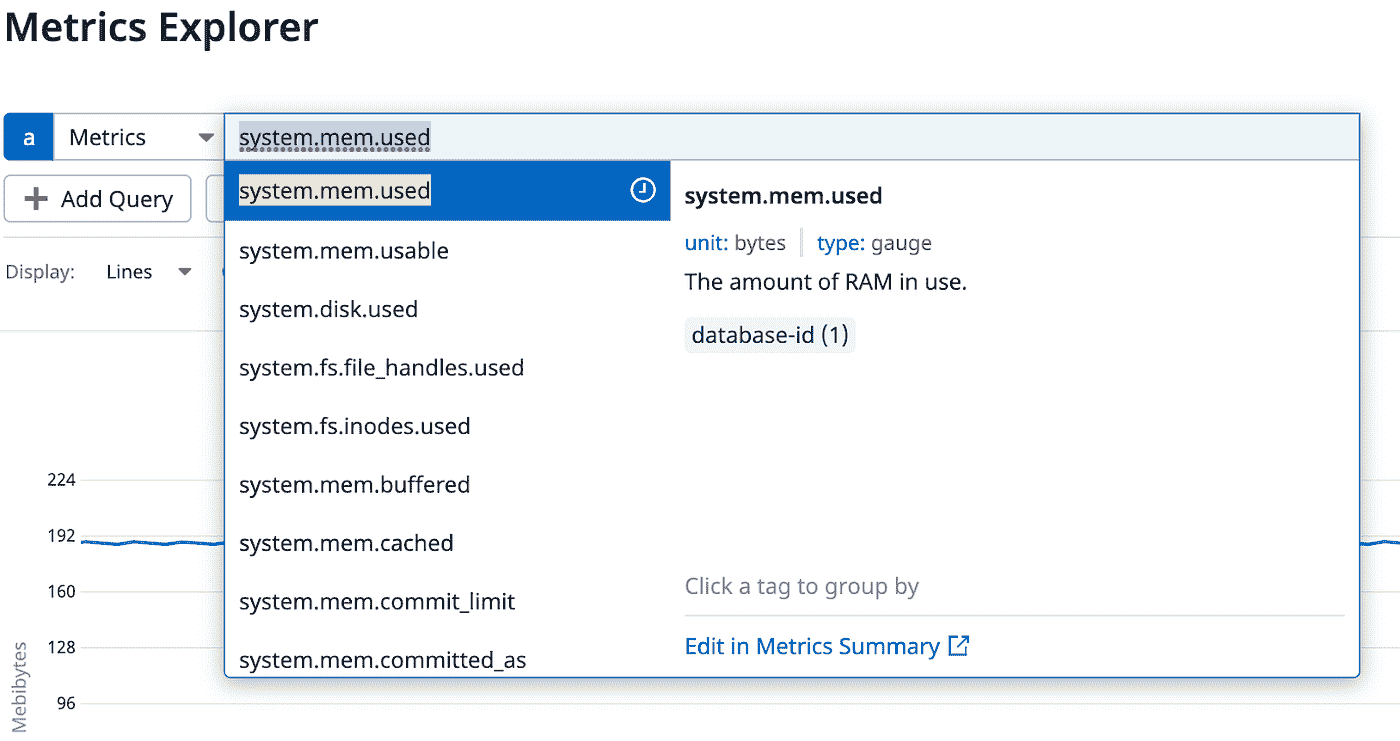 Metrics Explorer
a Metrics system.mem.used
Add Query
Display: Lines
system.mem.used
system.mem.usable
system.disk.used
system.fs.file_handles.used
system.fs.inodes.used
system.mem.buffered
system.mem.cached
system.mem.commit_limit
system.mem.committed_as
system.mem.used
unit: bytes type: gauge
The amount of RAM in use.
database-id (1)
Click a tag to group by
Edit in Metrics Summary
224
192
160
128
96
Mebibytes